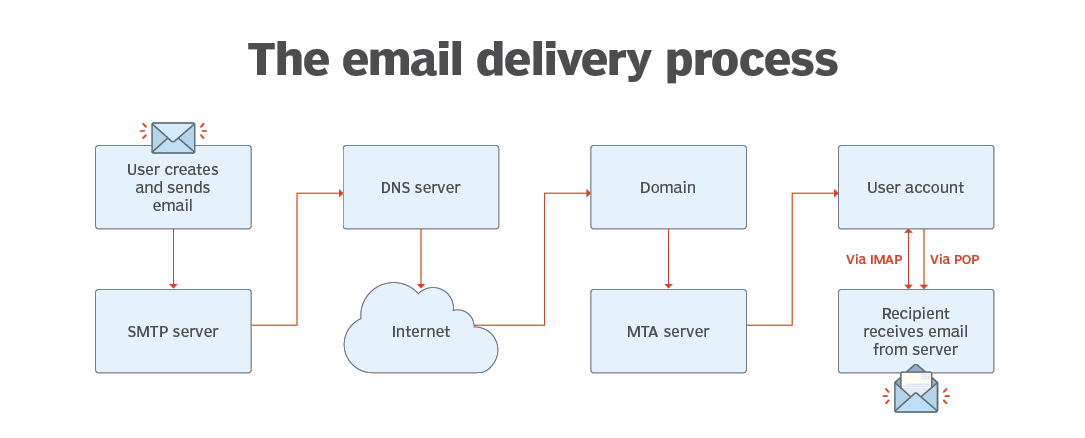 The email delivery process
User creates
and sends
email
SMTP server
DNS server
Internet
Domain
MTA server
User account
Via IMAP
Via POP
Recipient
receives email
from server